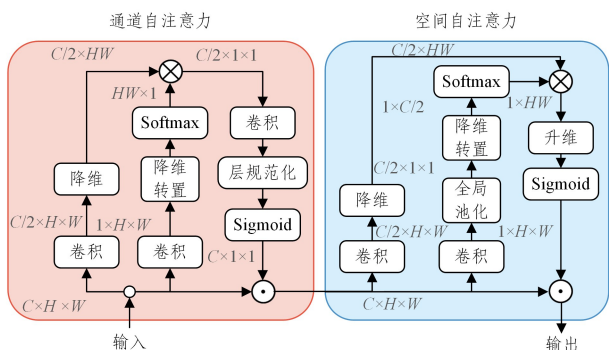 通道自注意力
空间自注意力
C/2×HW
C/2×1×1
HW×1
Softmax
卷积
降维
降维
转置
层规范化
C/2×H×W
1×H×W
Sigmoid
卷积
卷积
C×1×1
C×H×W
输入
C/2×HW
Softmax
1×HW
1×C/2
降维
转置
升维
C/2×1×1
降维
全局
池化
Sigmoid
C/2×H×W
1×H×W
卷积
卷积
C×H×W
输出